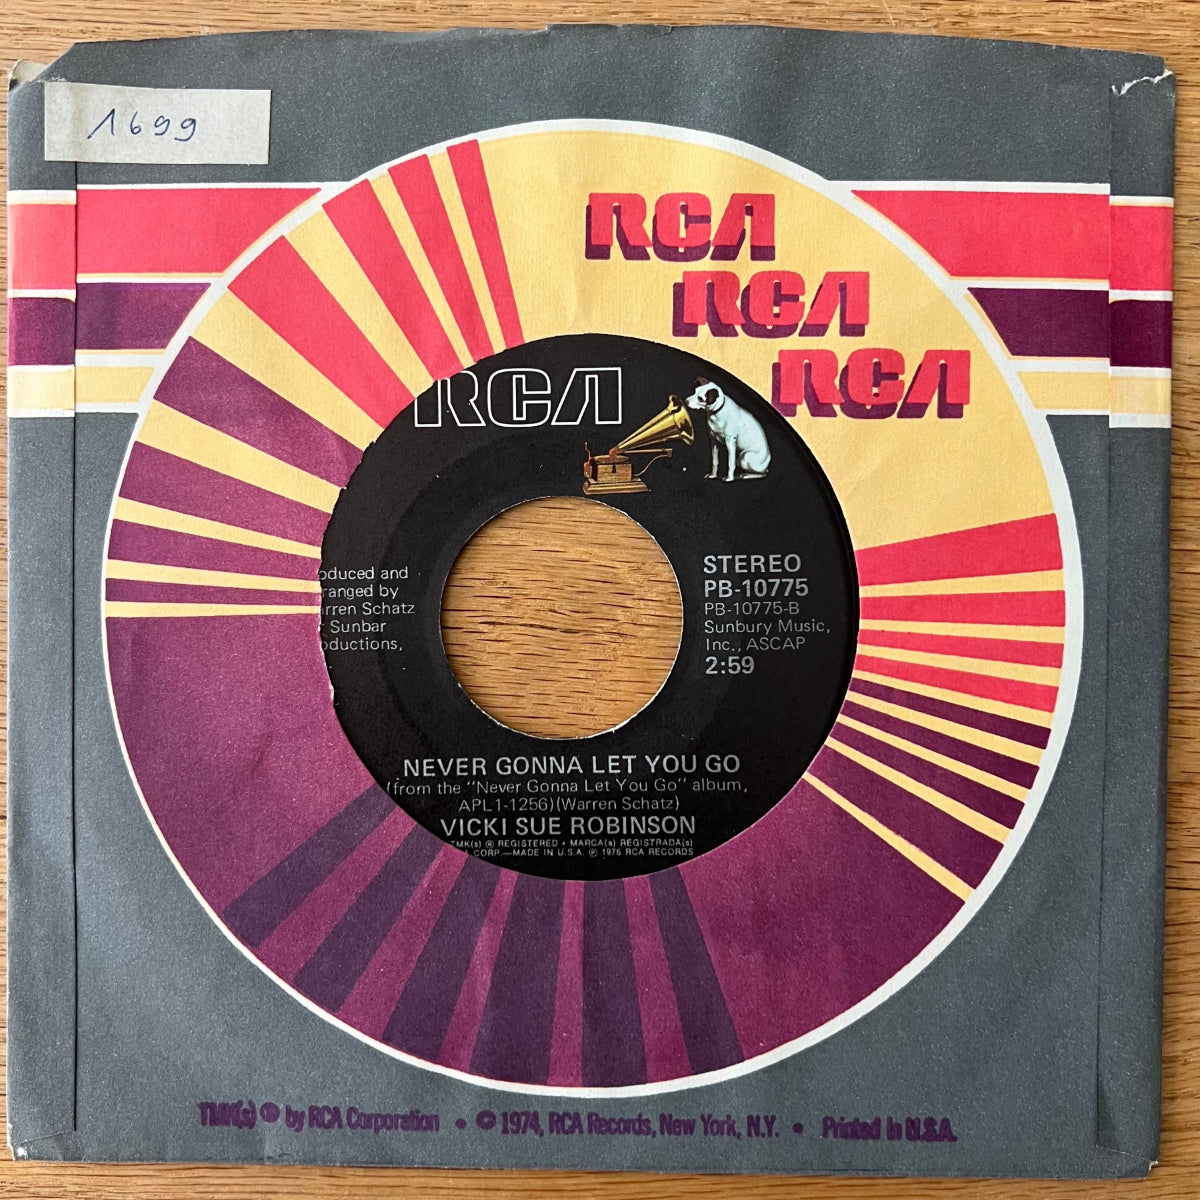 1699
RCA
RCA
RCA
RCA
oduced and
ranged by
rren Schatz
r Sunbar
oductions,
STEREO
PB-10775
PB-10775-B
Sunbury Music,
Inc., ASCAP
2:59
NEVER GONNA LET YOU GO
(from the "Never Gonna Let You Go" album,
APL1-1256)(Warren Schatz)
VICKI SUE ROBINSON
TMK(s) ® REGISTERED • MARCA(s) REGISTRADA(s)
CORP.—MADE IN U.S.A. ℗ 1976 RCA RECORDS
TMK(s) ® by RCA Corporation • © 1974, RCA Records, New York, N.Y. • Printed in U.S.A.